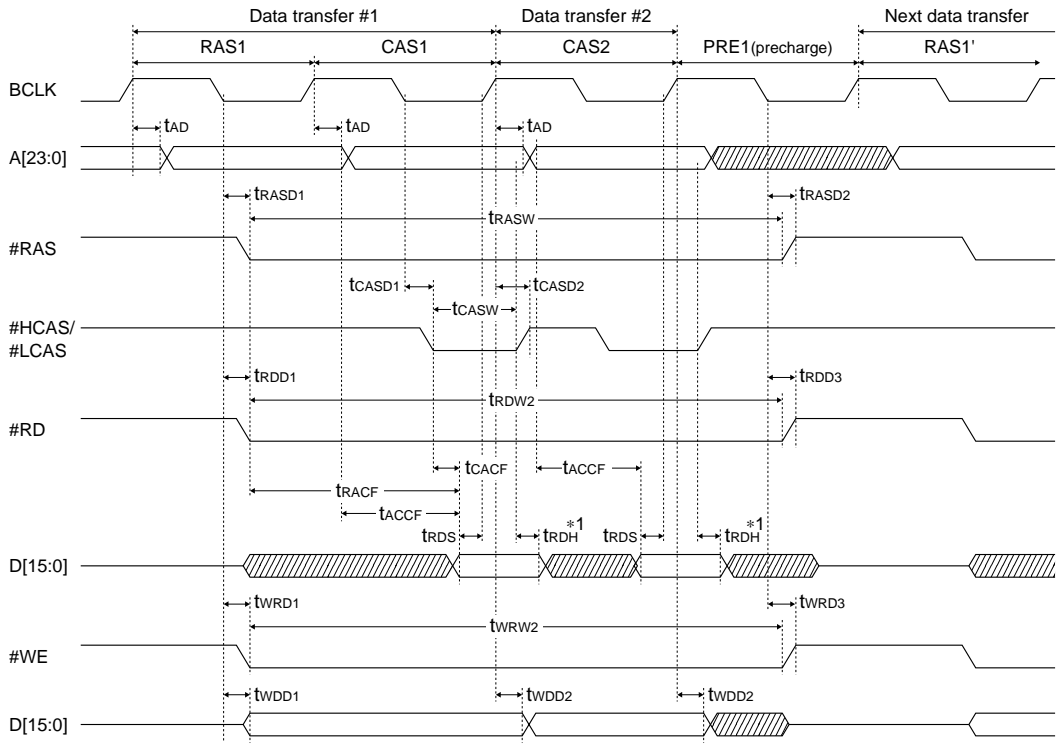 Data transfer #1 Data transfer #2 Next data transfer
RAS1 CAS1 CAS2 PRE1(precharge) RAS1'
BCLK
tAD tAD tAD
A[23:0]
tRASD1 tRASD2
tRASW
#RAS
tCASD1 tCASD2
tCASW
#HCAS/
#LCAS
tRDD1 tRDD3
tRDW2
#RD
tCACF tACCF
tRACF
tACCF
tRDS tRDH*1 tRDS tRDH*1
D[15:0]
tWRD1 tWRD3
tWRW2
#WE
tWDD1 tWDD2 tWDD2
D[15:0]